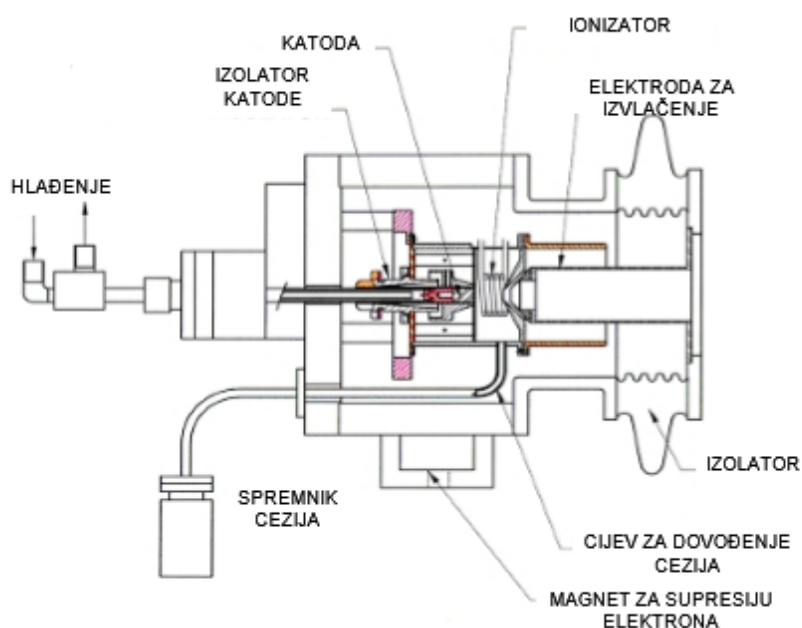 IONIZATOR
KATODA
IZOLATOR
KATODE
ELEKTRODA ZA
IZVLAČENJE
HLAĐENJE
IZOLATOR
SPREMNIK
CEZIJA
CIJEV ZA DOVOĐENJE
CEZIJA
MAGNET ZA SUPRESIJU
ELEKTRONA